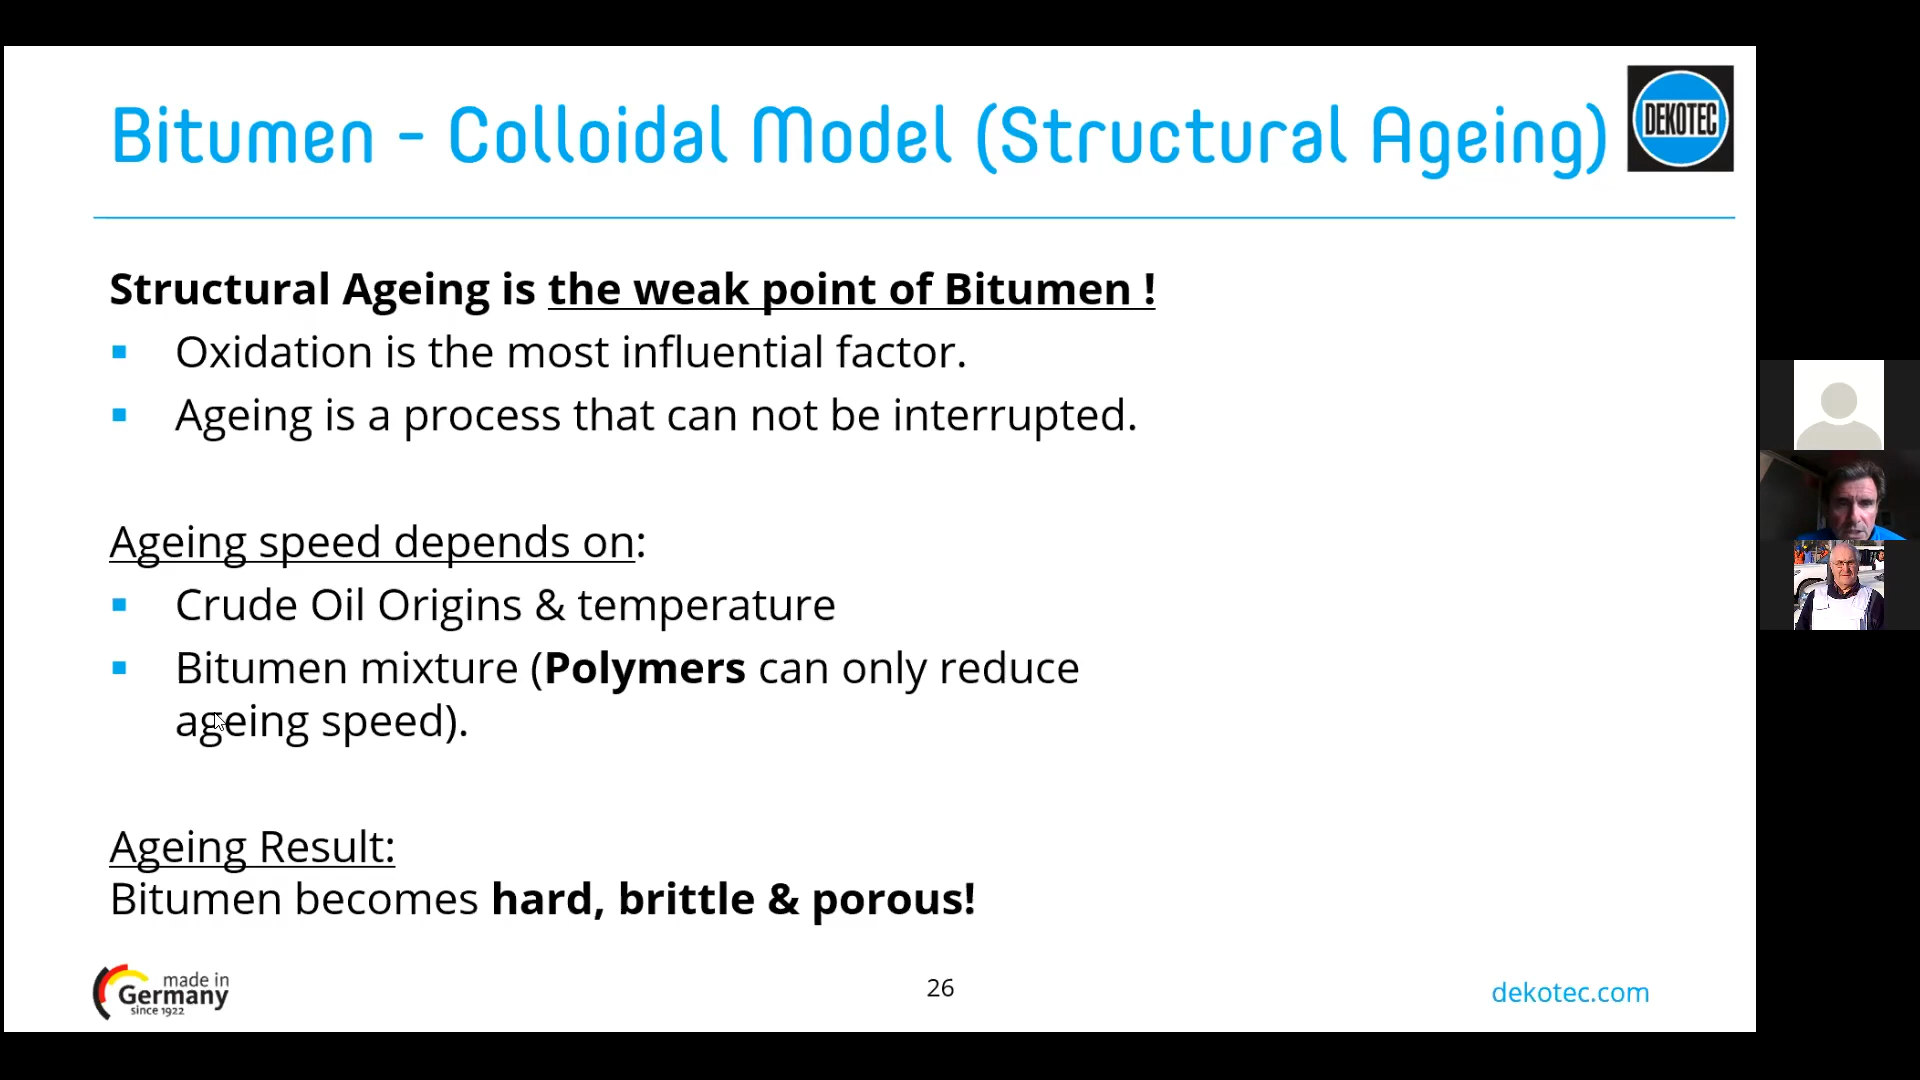 Bitumen - Colloidal Model (Structural Ageing)
DEKOTEC
Structural Ageing is the weak point of Bitumen !
▪ Oxidation is the most influential factor.
▪ Ageing is a process that can not be interrupted.
Ageing speed depends on:
▪ Crude Oil Origins & temperature
▪ Bitumen mixture (Polymers can only reduce
ageing speed).
Ageing Result:
Bitumen becomes hard, brittle & porous!
made in
Germany
since 1922
26
dekotec.com